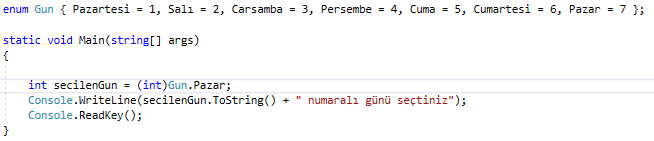 enum Gun { Pazartesi = 1, Salı = 2, Carsamba = 3, Persembe = 4, Cuma = 5, Cumartesi = 6, Pazar = 7 };
static void Main(string[] args)
{
int secilenGun = (int)Gun.Pazar;
Console.WriteLine(secilenGun.ToString() + " numaralı günü seçtiniz");
Console.ReadKey();
}